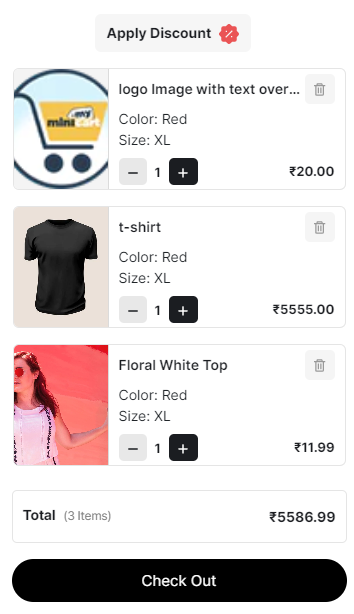 Apply Discount
logo Image with text over...
Color: Red
Size: XL
− 1 +
₹20.00
my
minicart
t-shirt
Color: Red
Size: XL
− 1 +
₹5555.00
Floral White Top
Color: Red
Size: XL
− 1 +
₹11.99
Total (3 Items)
₹5586.99
Check Out